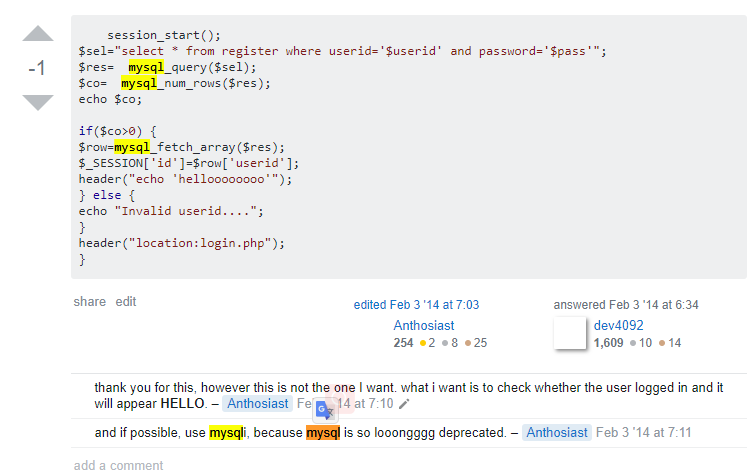 session_start();
$sel="select * from register where userid='$userid' and password='$pass'";
$res=  mysql_query($sel);
$co=  mysql_num_rows($res);
echo $co;
if($co>0) {
$row=mysql_fetch_array($res);
$_SESSION['id']=$row['userid'];
header("echo 'helloooooooo'");
} else {
echo "Invalid userid....";
}
header("location:login.php");
}
-1
share edit
edited Feb 3 '14 at 7:03
Anthosiast
254 2 8 25
answered Feb 3 '14 at 6:34
dev4092
1,609 10 14
thank you for this, however this is not the one I want. what i want is to check whether the user logged in and it
will appear HELLO. – Anthosiast 14 at 7:10
and if possible, use mysqli, because mysql is so looongggg deprecated. – Anthosiast Feb 3 '14 at 7:11
add a comment